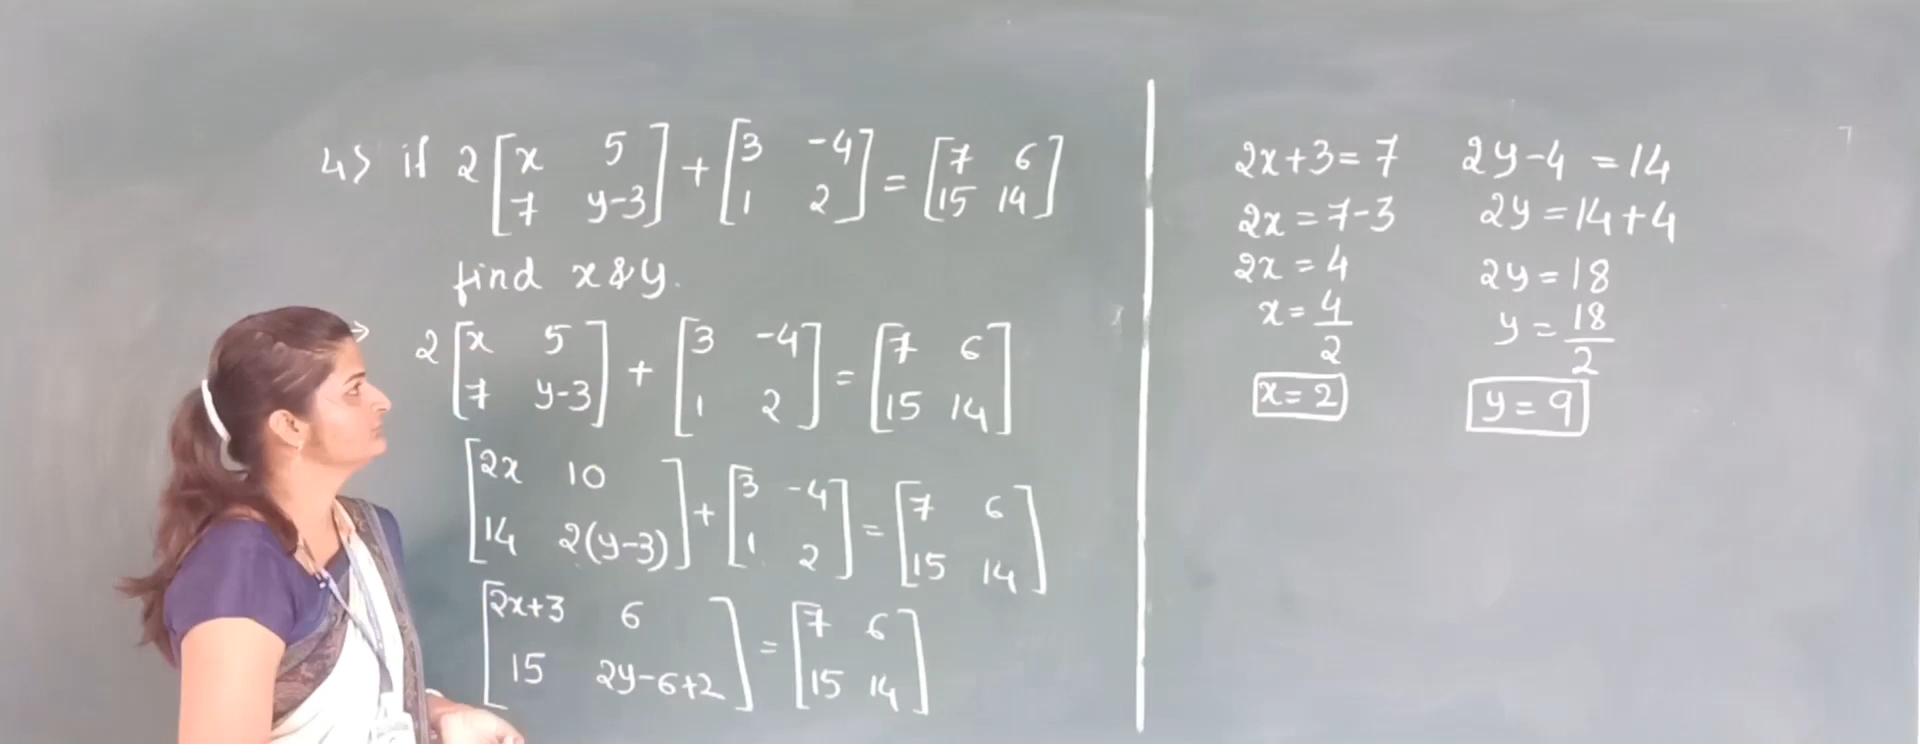 4) if 2 [x 5 + [3 -4 = [7 6
7 y-3] 1 2] 15 14]
find x & y.
→ 2 [x 5 + [3 -4 = [7 6
7 y-3] 1 2] 15 14]
[2x 10 + [3 -4 = [7 6
14 2(y-3)] 1 2] 15 14]
[2x+3 6 = [7 6
15 2y-6+2] 15 14]
2x+3=7
2x=7-3
2x=4
x=4/2
x=2
2y-4=14
2y=14+4
2y=18
y=18/2
y=9